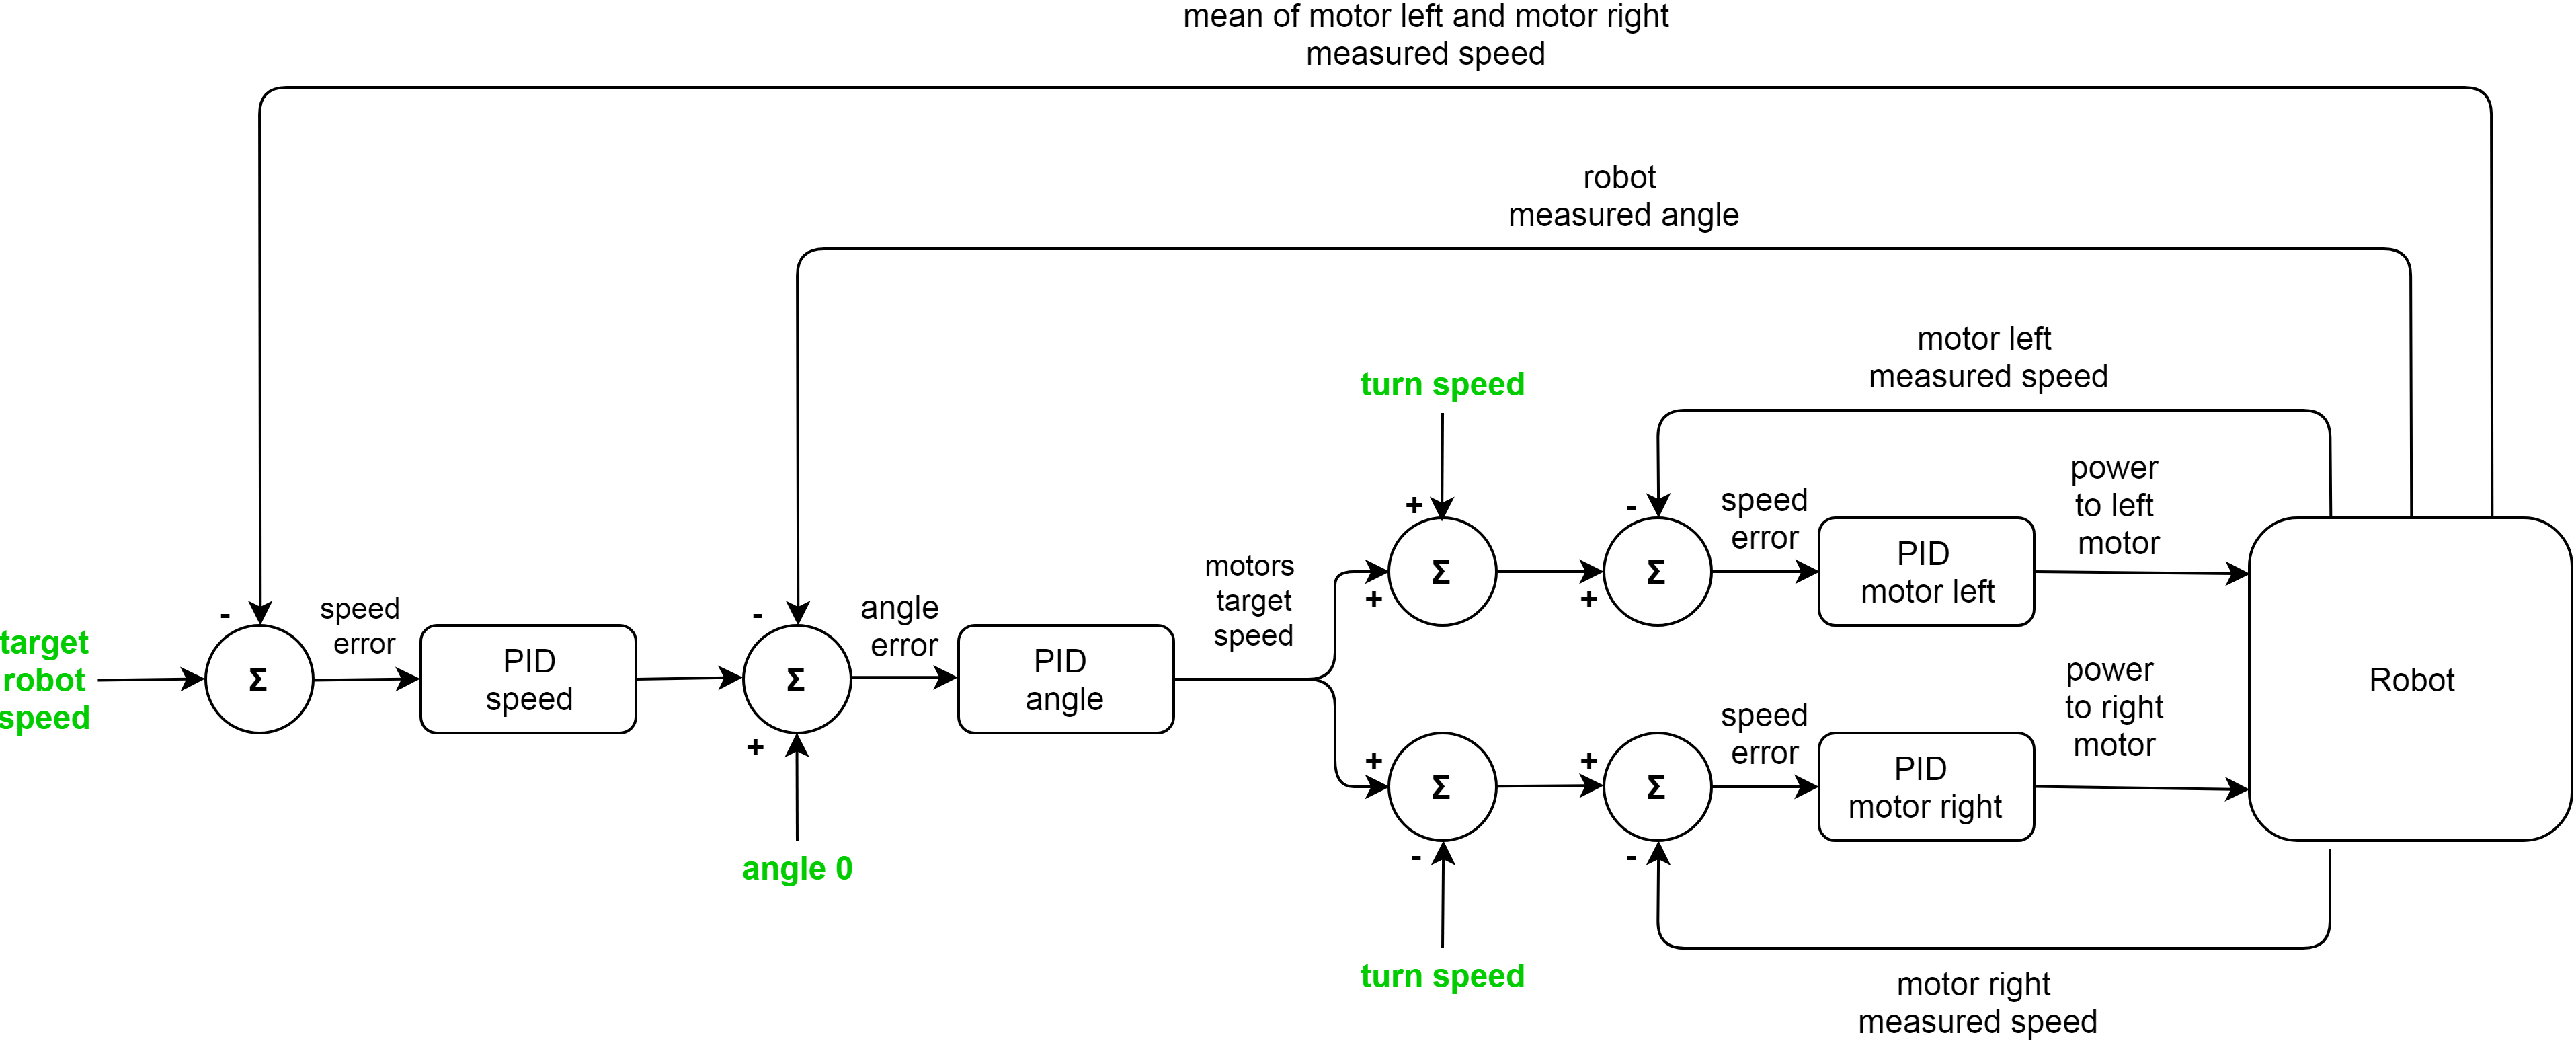 mean of motor left and motor right
measured speed
robot
measured angle
motor left
measured speed
turn speed
+
-
speed
error
power
to left
motor
Σ
Σ
PID
motor left
+
+
motors
target
speed
-
speed
error
-
angle
error
target
robot
speed
Σ
PID
speed
Σ
PID
angle
+
angle 0
+
+
speed
error
power
to right
motor
Σ
Σ
PID
motor right
Robot
-
-
turn speed
motor right
measured speed